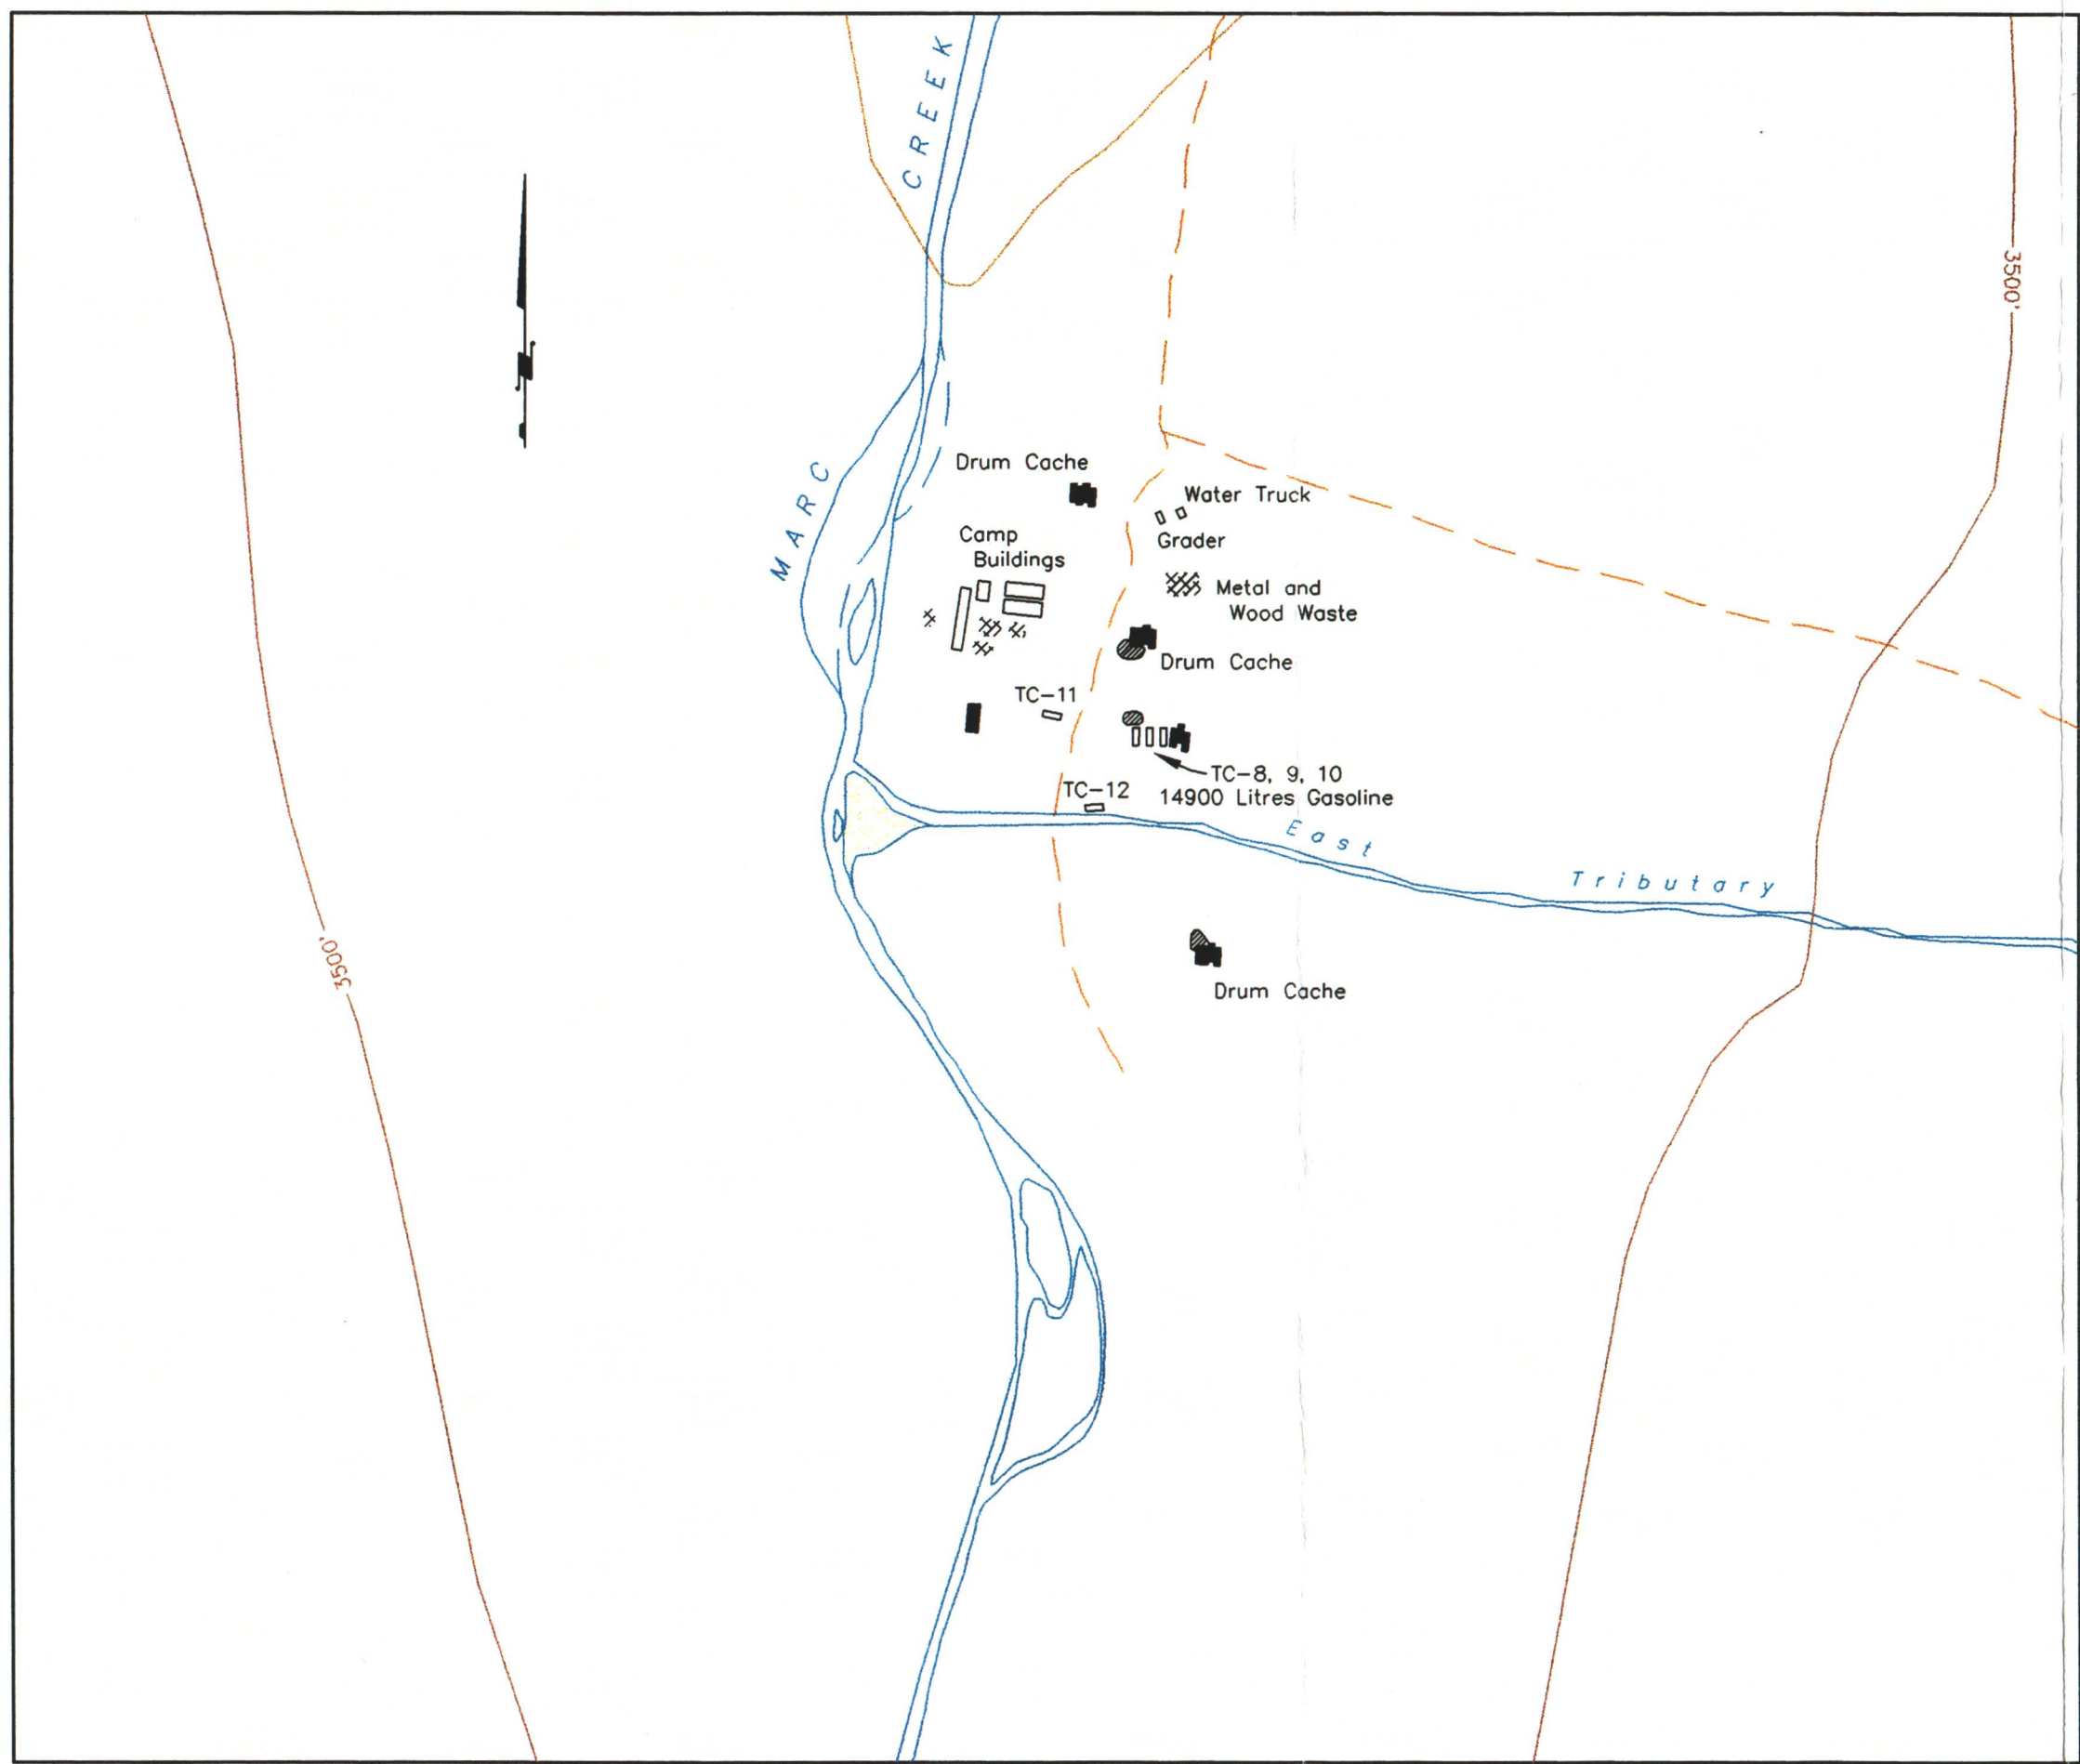 CREEK
3500'
MARC
Drum Cache
Water Truck
Grader
Camp
Buildings
Metal and
Wood Waste
Drum Cache
TC-11
TC-8, 9, 10
14900 Litres Gasoline
TC-12
East
Tributary
3500'
Drum Cache